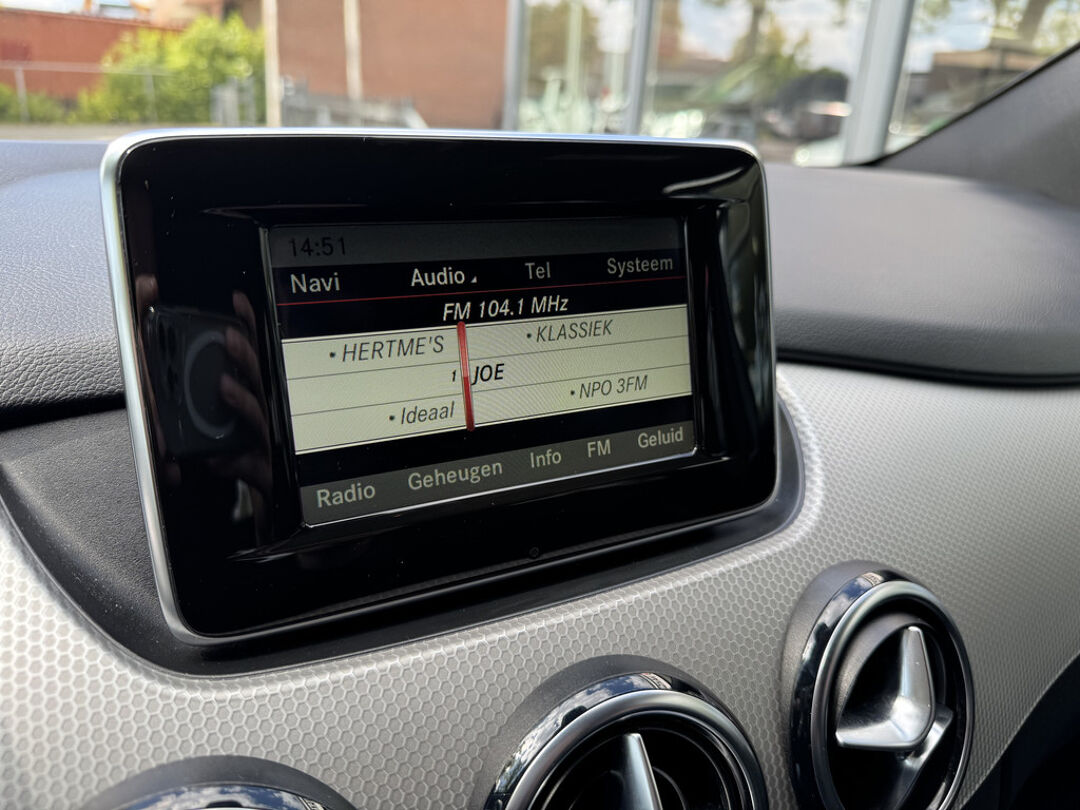 14:51
Navi Audio Tel Systeem
FM 104.1 MHz
• HERTME'S • KLASSIEK
1 JOE
• Ideaal • NPO 3FM
Radio Geheugen Info FM Geluid